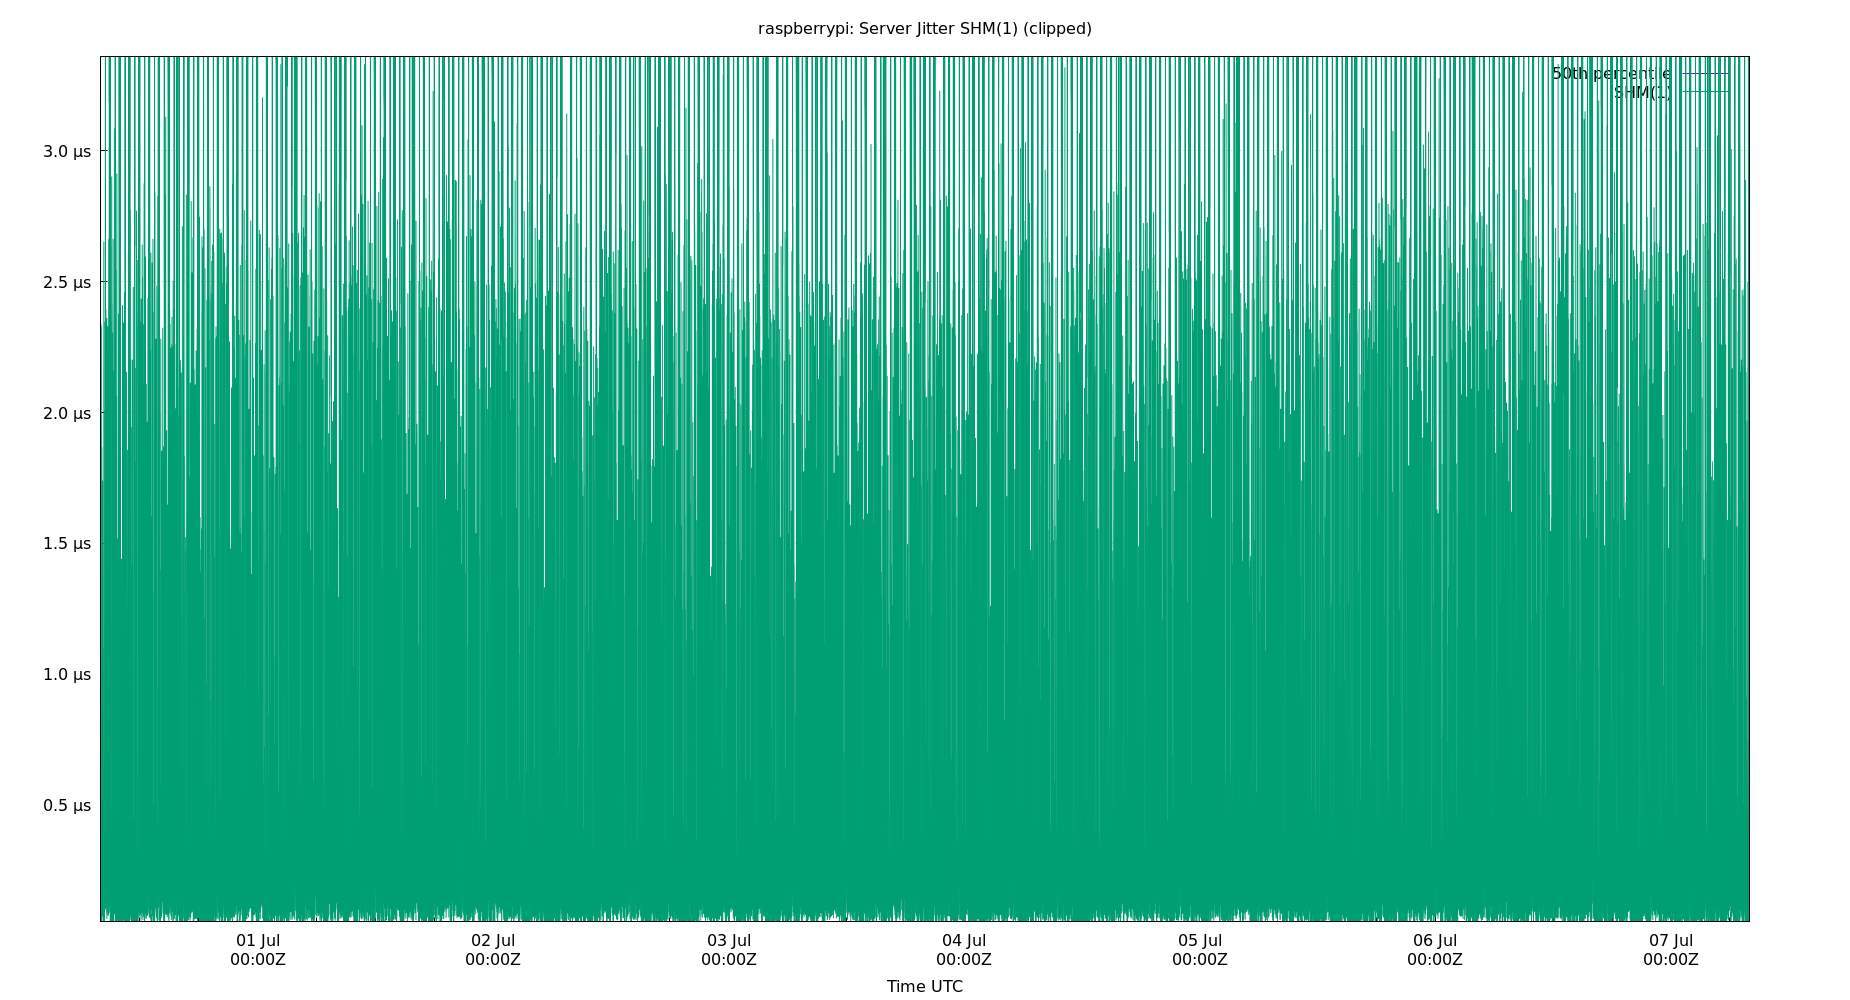 raspberrypi: Server Jitter SHM(1) (clipped)
50th percentile
SHM(1)
3.0 µs
2.5 µs
2.0 µs
1.5 µs
1.0 µs
0.5 µs
01 Jul 02 Jul 03 Jul 04 Jul 05 Jul 06 Jul 07 Jul
00:00Z 00:00Z 00:00Z 00:00Z 00:00Z 00:00Z 00:00Z
Time UTC